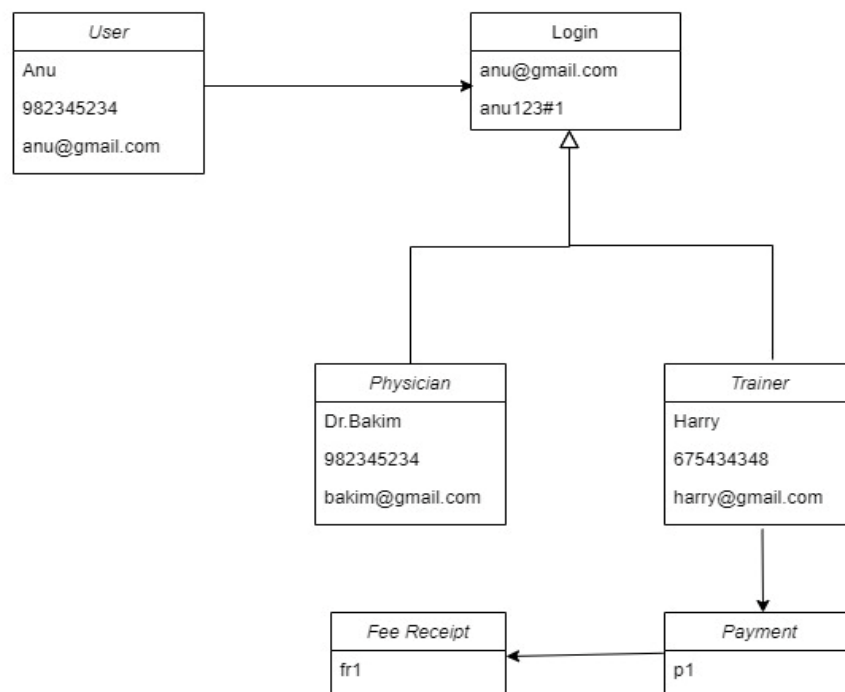 User
Anu
982345234
anu@gmail.com
Login
anu@gmail.com
anu123#1
Physician
Dr.Bakim
982345234
bakim@gmail.com
Trainer
Harry
675434348
harry@gmail.com
Fee Receipt
fr1
Payment
p1